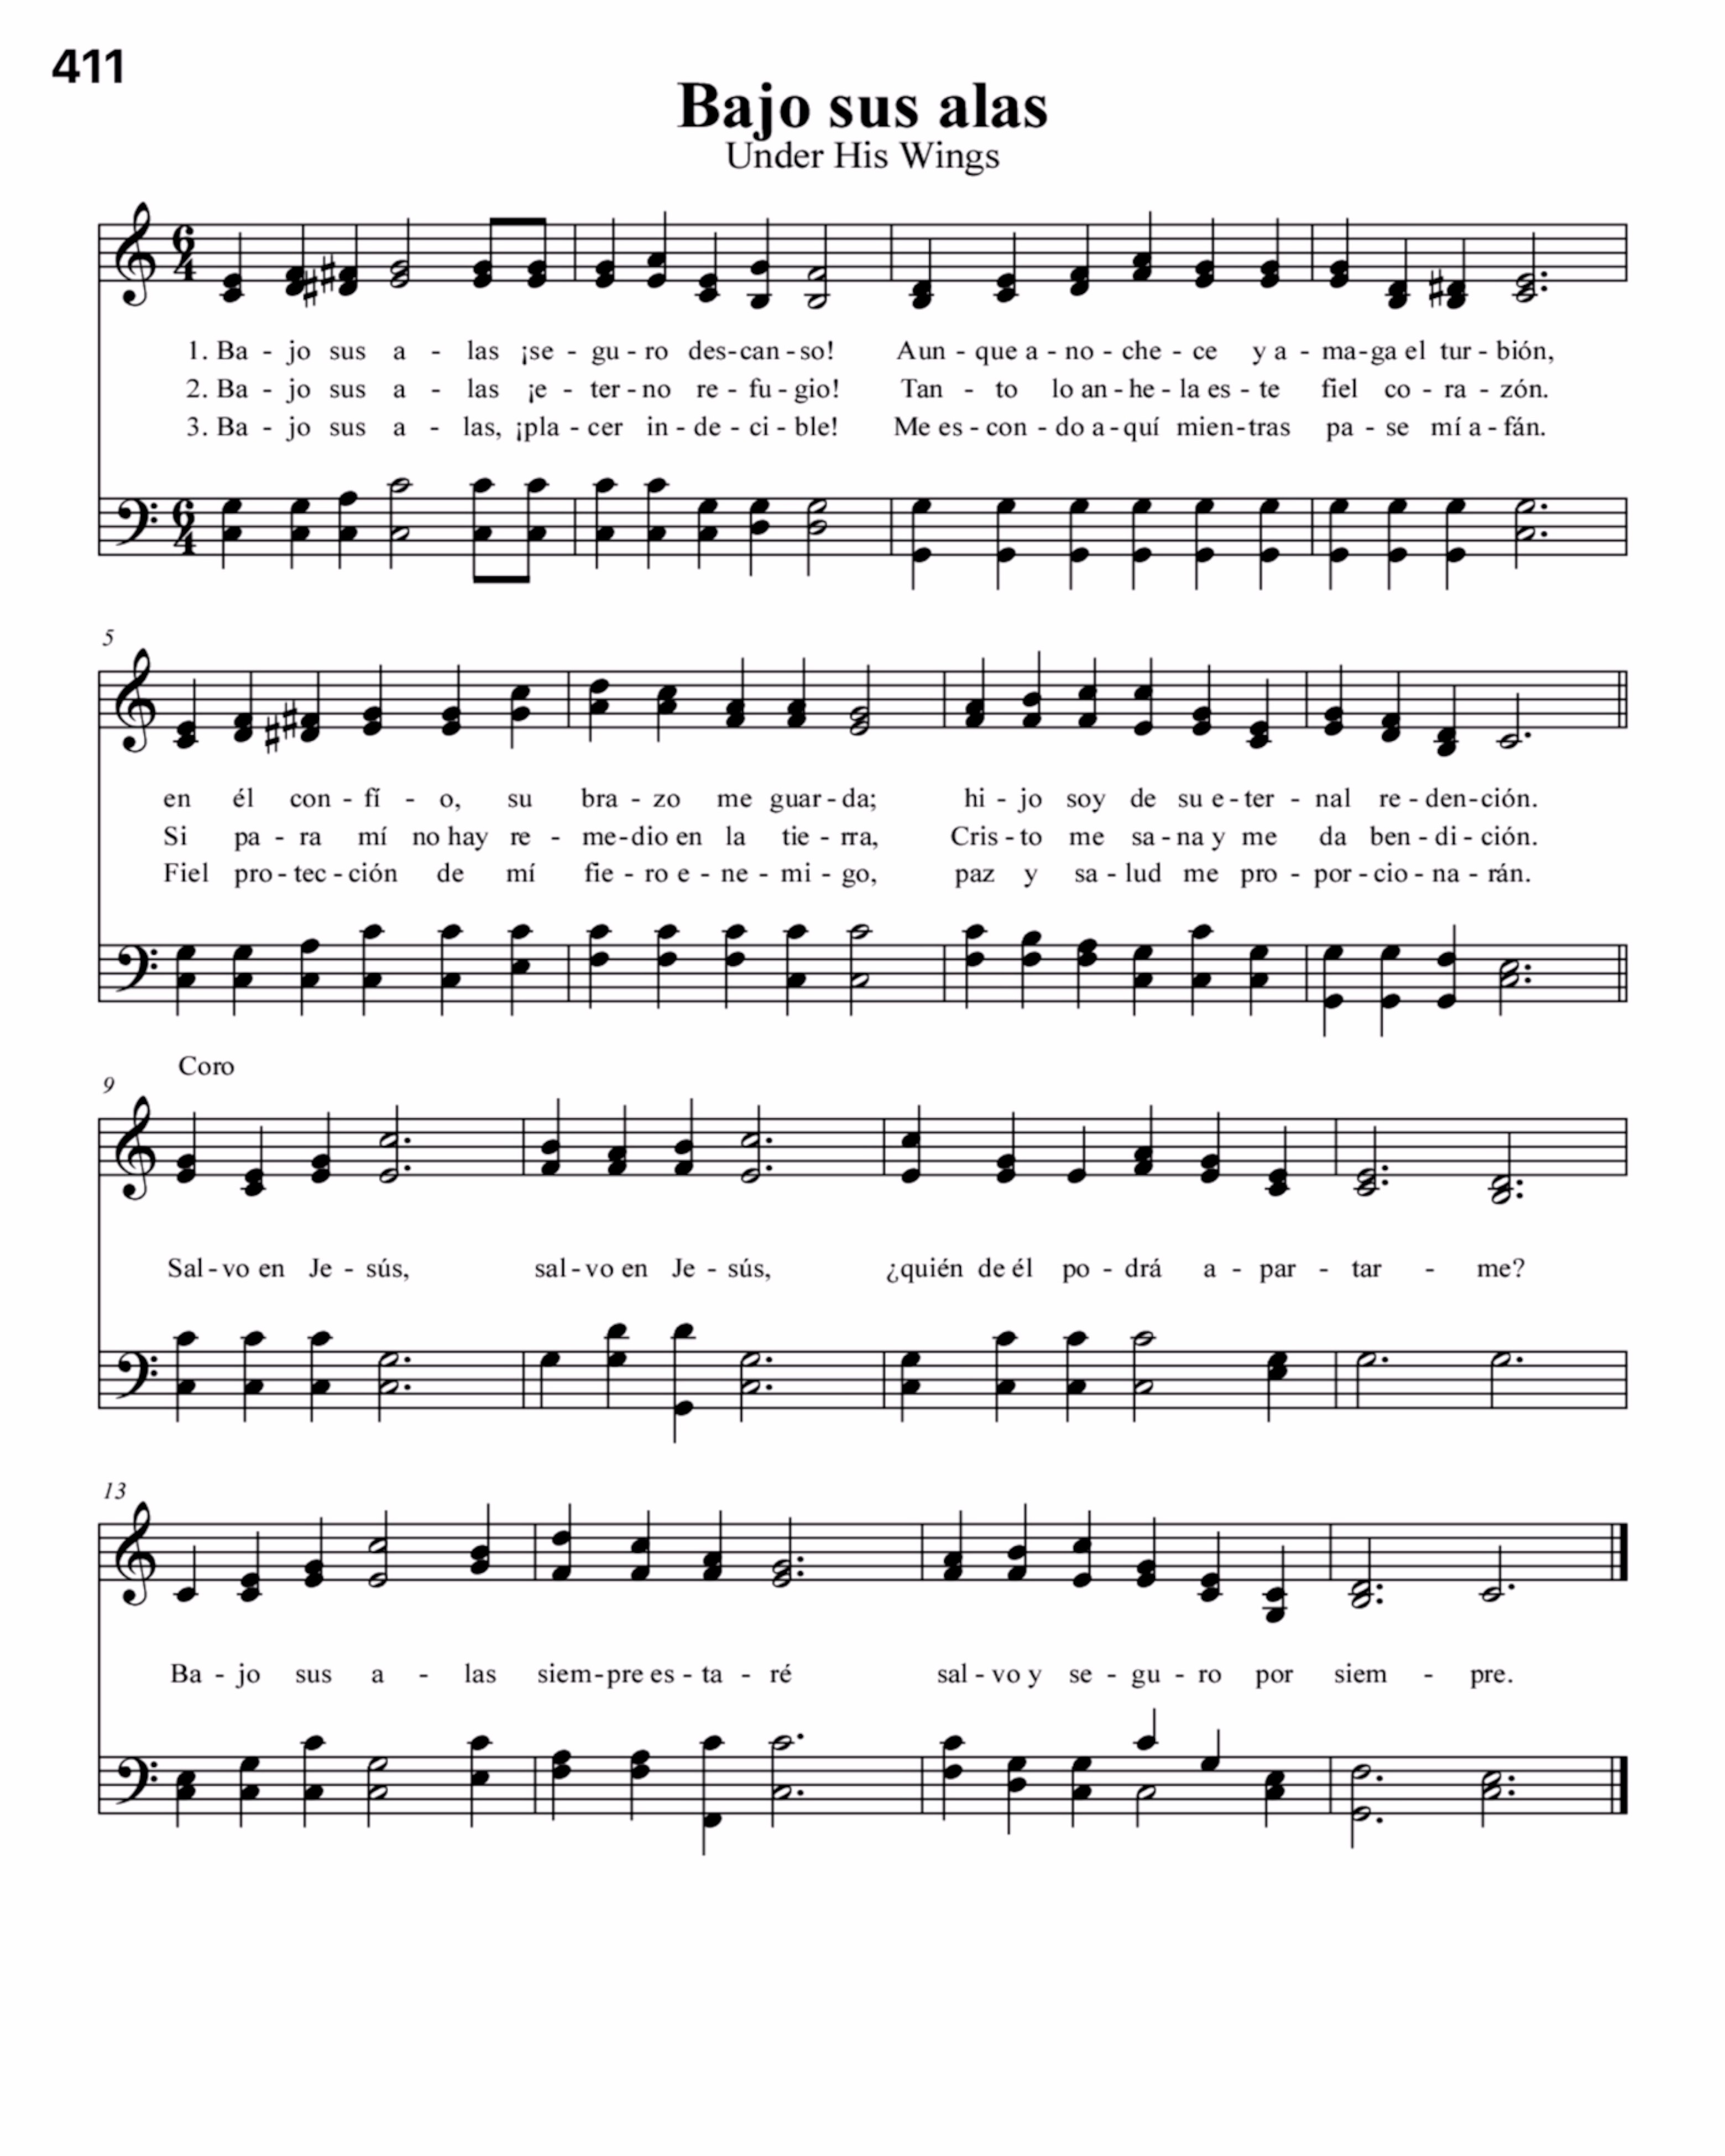 411
Bajo sus alas
Under His Wings
6
4
1. Ba - jo sus a - las ¡se - gu - ro des-can-so! Aun - que a - no - che - ce y a - ma-ga el tur - bión,
2. Ba - jo sus a - las ¡e - ter - no re - fu - gio! Tan - to lo an - he - la es - te fiel co - ra - zón.
3. Ba - jo sus a - las, ¡pla - cer in - de - ci - ble! Me es - con - do a - quí mien-tras pa - se mí a - fán.
6
4
5
en él con - fí - o, su bra - zo me guar - da; hi - jo soy de su e - ter - nal re - den-ción.
Si pa - ra mí no hay re - me-dio en la tie - rra, Cris - to me sa - na y me da ben - di - ción.
Fiel pro - tec - ción de mí fie - ro e - ne - mi - go, paz y sa - lud me pro - por - cio - na - rán.
Coro
9
Sal - vo en Je - sús, sal - vo en Je - sús, ¿quién de él po - drá a - par - tar - me?
13
Ba - jo sus a - las siem-pre es - ta - ré sal - vo y se - gu - ro por siem - pre.